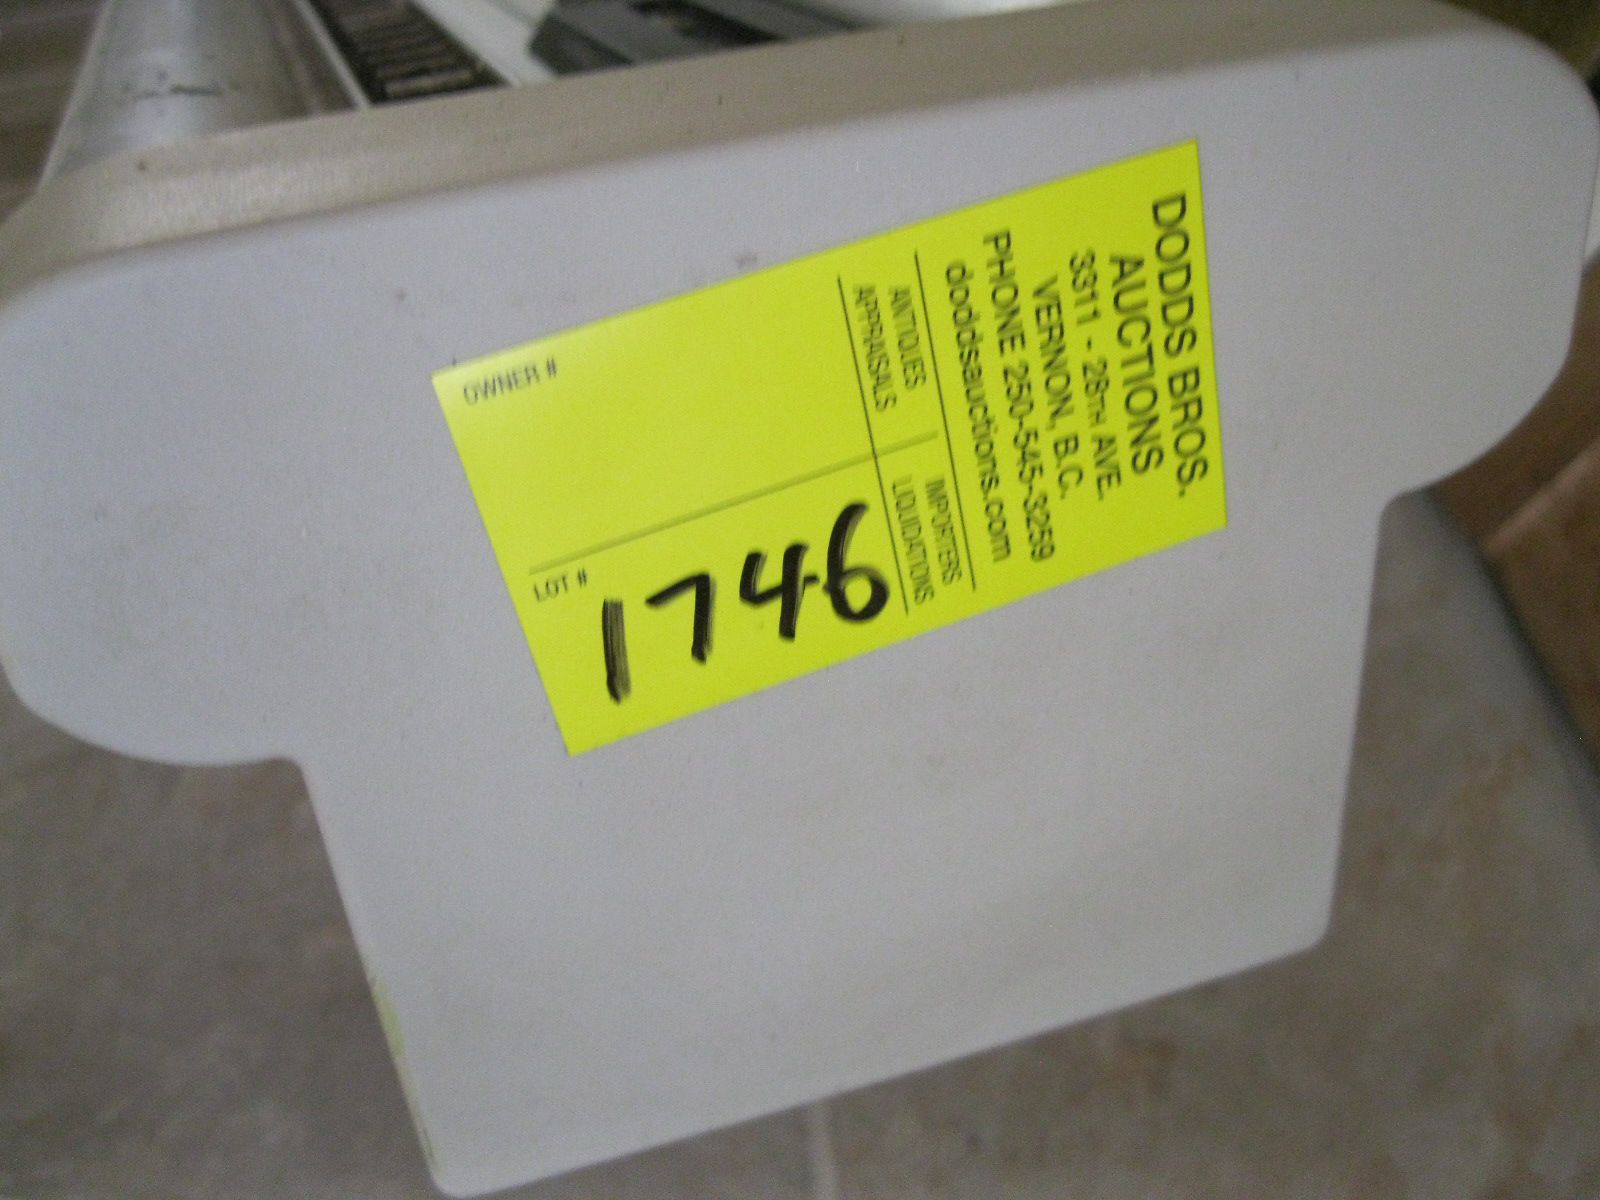 DODDS BROS.
AUCTIONS
3311 - 28TH AVE.
VERNON, B.C.
PHONE 250-545-3259
doddsauctions.com
ANTIQUES IMPORTERS
APPRAISALS LIQUIDATIONS
OWNER #
LOT #
1746